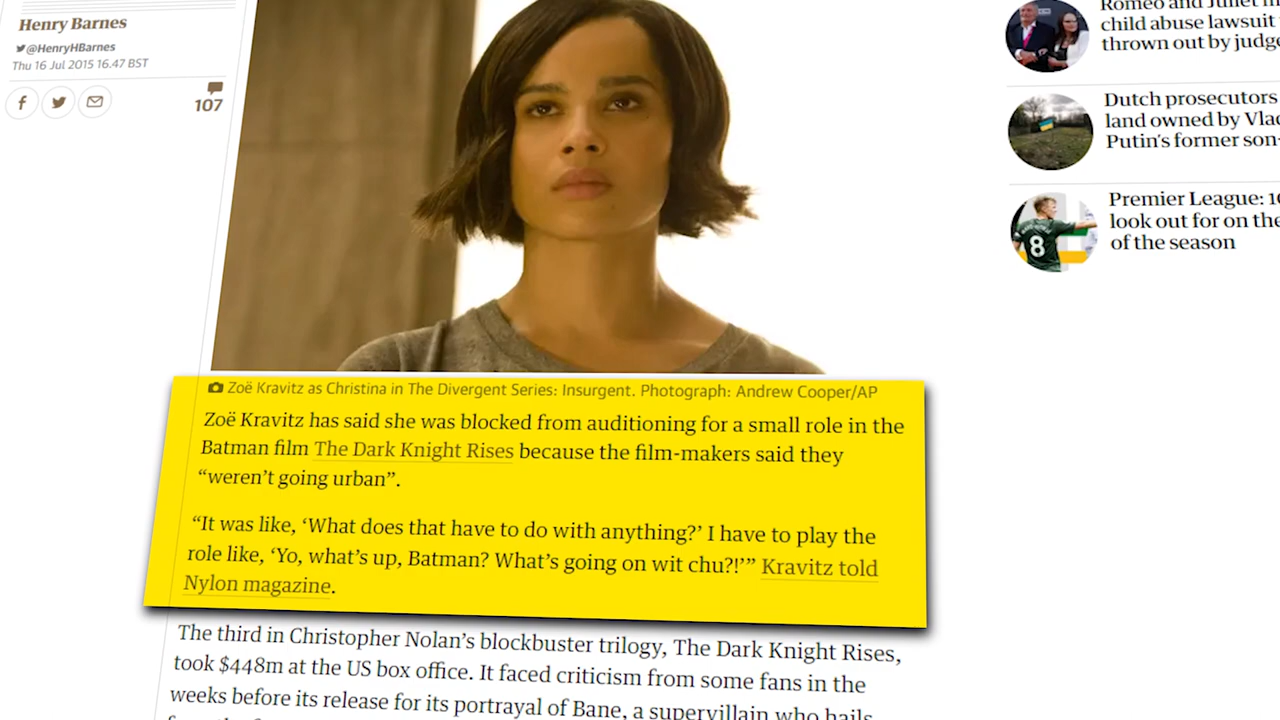 Henry Barnes
@HenryHBarnes
Thu 16 Jul 2015 16.47 BST
107
Zoë Kravitz as Christina in The Divergent Series: Insurgent. Photograph: Andrew Cooper/AP
Zoë Kravitz has said she was blocked from auditioning for a small role in the
Batman film The Dark Knight Rises because the film-makers said they
“weren’t going urban”.
“It was like, ‘What does that have to do with anything?’ I have to play the
role like, ‘Yo, what’s up, Batman? What’s going on wit chu?!’” Kravitz told
Nylon magazine.
The third in Christopher Nolan’s blockbuster trilogy, The Dark Knight Rises,
took $448m at the US box office. It faced criticism from some fans in the
weeks before its release for its portrayal of Bane, a supervillain who hails
Romeo and Juliet
child abuse lawsuit
thrown out by judge
Dutch prosecutors
land owned by Vlad
Putin’s former son-
Premier League: 10
look out for on the
of the season
8